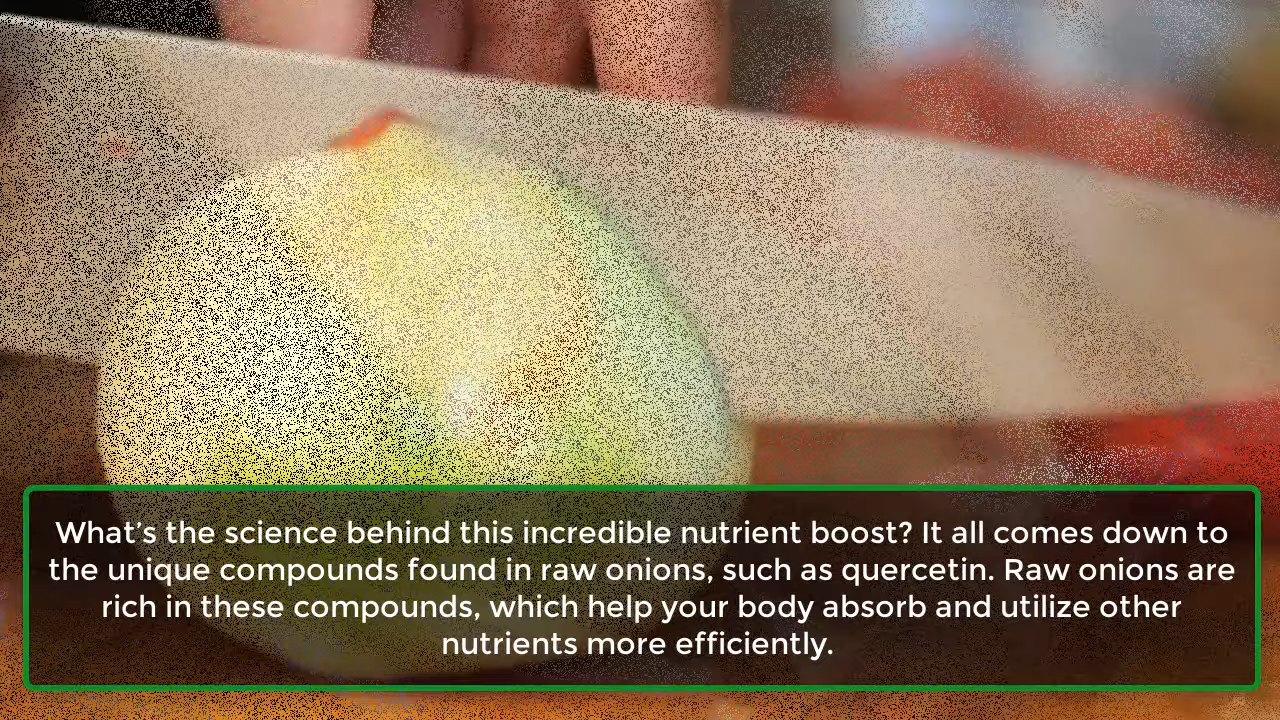 What's the science behind this incredible nutrient boost? It all comes down to
the unique compounds found in raw onions, such as quercetin. Raw onions are
rich in these compounds, which help your body absorb and utilize other
nutrients more efficiently.